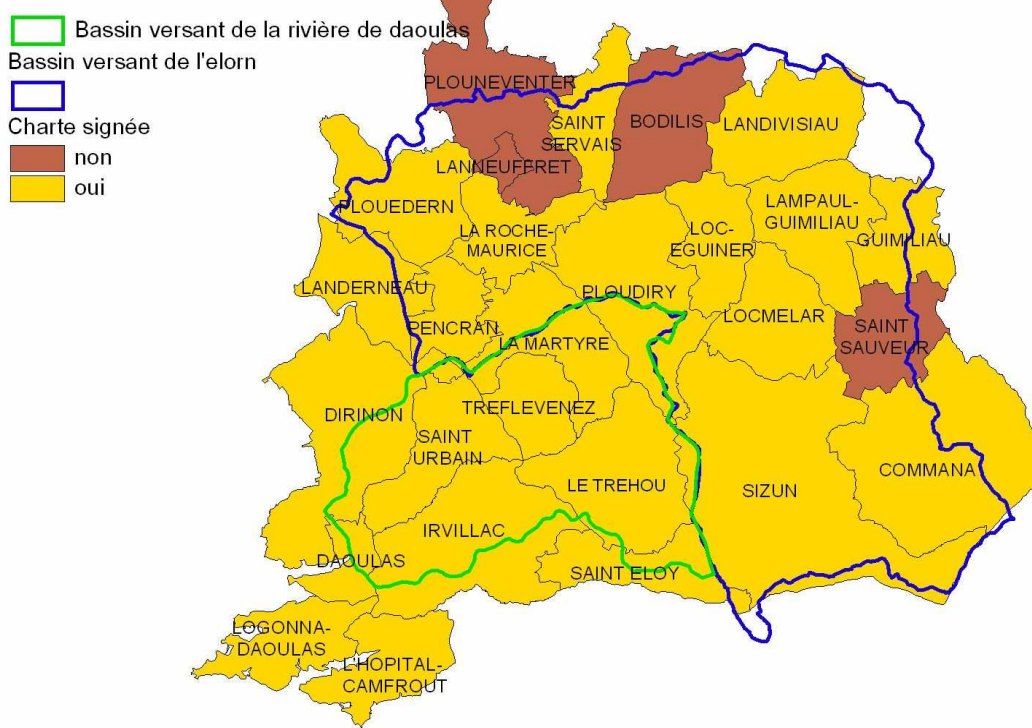 Bassin versant de la rivière de daoulas
Bassin versant de l'elorn
Charte signée
non
oui
PLOUNEVENTER
SAINT
SERVAIS
BODILIS
LANDIVISIAU
LANNEUFFRET
PLOUEDERN
LA ROCHE-
MAURICE
LOC-
EGUINER
LAMPAUL-
GUIMILIAU
GUIMILIAU
LANDERNEAU
PLOUDIRY
PENCRAN
LA MARTYRE
LOCMELAR
SAINT
SAUVEUR
DIRINON
TREFLEVENEZ
SAINT
URBAIN
COMMANA
LE TREHOU
SIZUN
IRVILLAC
DAOULAS
SAINT ELOY
LOGONNA-
DAOULAS
L'HOPITAL-
CAMFROUT